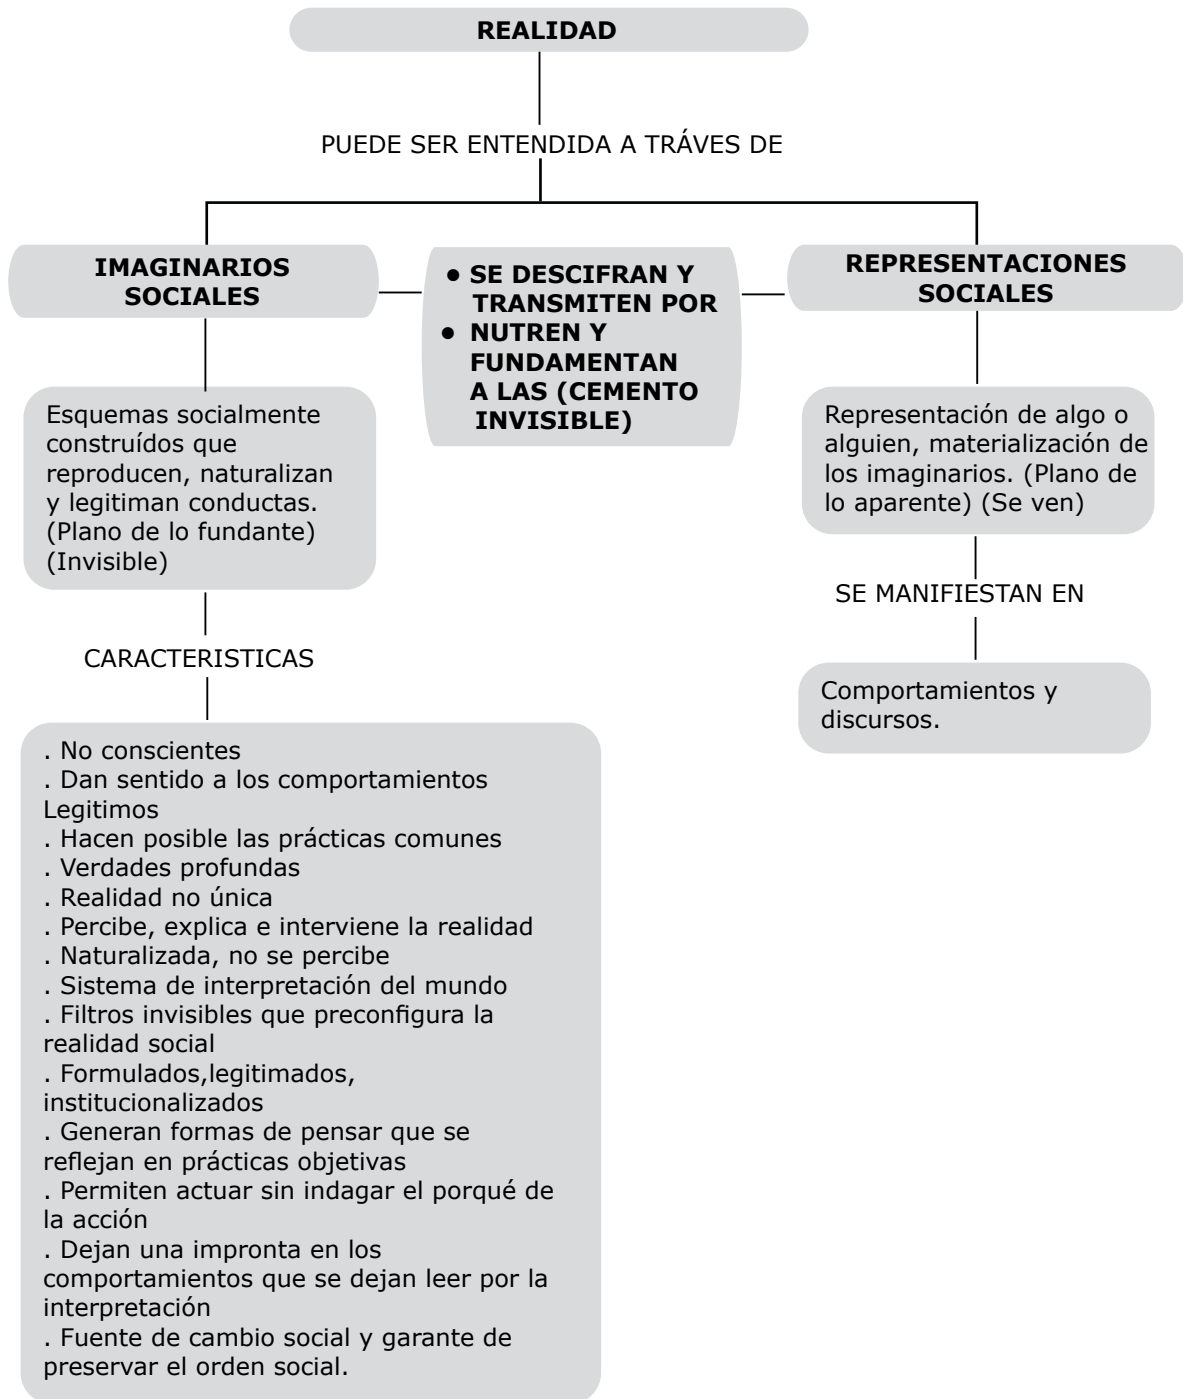 REALIDAD
PUEDE SER ENTENDIDA A TRÁVES DE
IMAGINARIOS
SOCIALES
● SE DESCIFRAN Y
TRANSMITEN POR
● NUTREN Y
FUNDAMENTAN
A LAS (CEMENTO
INVISIBLE)
REPRESENTACIONES
SOCIALES
Esquemas socialmente
construídos que
reproducen, naturalizan
y legitiman conductas.
(Plano de lo fundante)
(Invisible)
Representación de algo o
alguien, materialización de
los imaginarios. (Plano de
lo aparente) (Se ven)
SE MANIFIESTAN EN
Comportamientos y
discursos.
CARACTERISTICAS
. No conscientes
. Dan sentido a los comportamientos
Legitimos
. Hacen posible las prácticas comunes
. Verdades profundas
. Realidad no única
. Percibe, explica e interviene la realidad
. Naturalizada, no se percibe
. Sistema de interpretación del mundo
. Filtros invisibles que preconfigura la
realidad social
. Formulados,legitimados,
institucionalizados
. Generan formas de pensar que se
reflejan en prácticas objetivas
. Permiten actuar sin indagar el porqué de
la acción
. Dejan una impronta en los
comportamientos que se dejan leer por la
interpretación
. Fuente de cambio social y garante de
preservar el orden social.